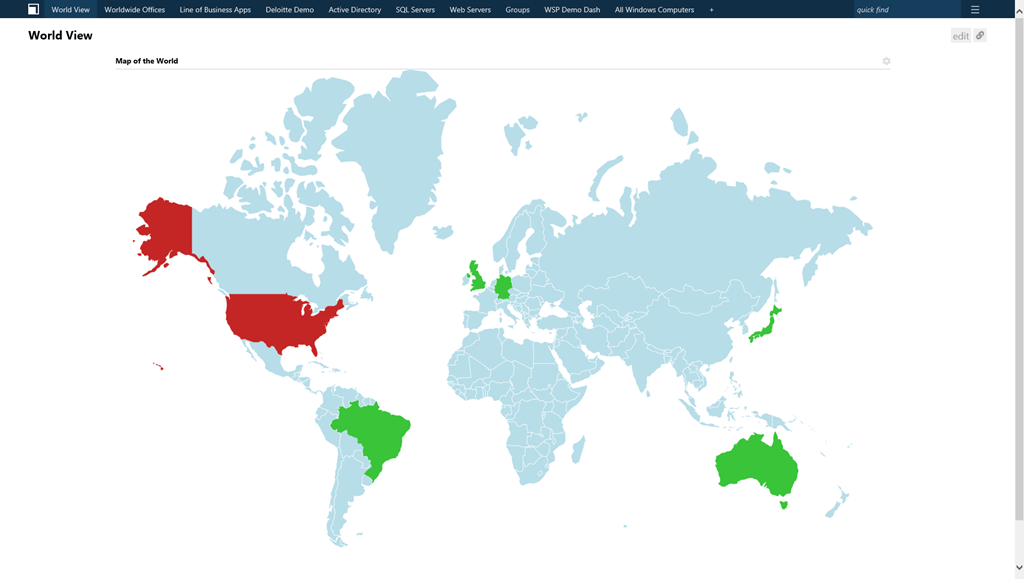 World View Worldwide Offices Line of Business Apps Deloitte Demo Active Directory SQL Servers Web Servers Groups WSP Demo Dash All Windows Computers + quick find
World View edit
Map of the World